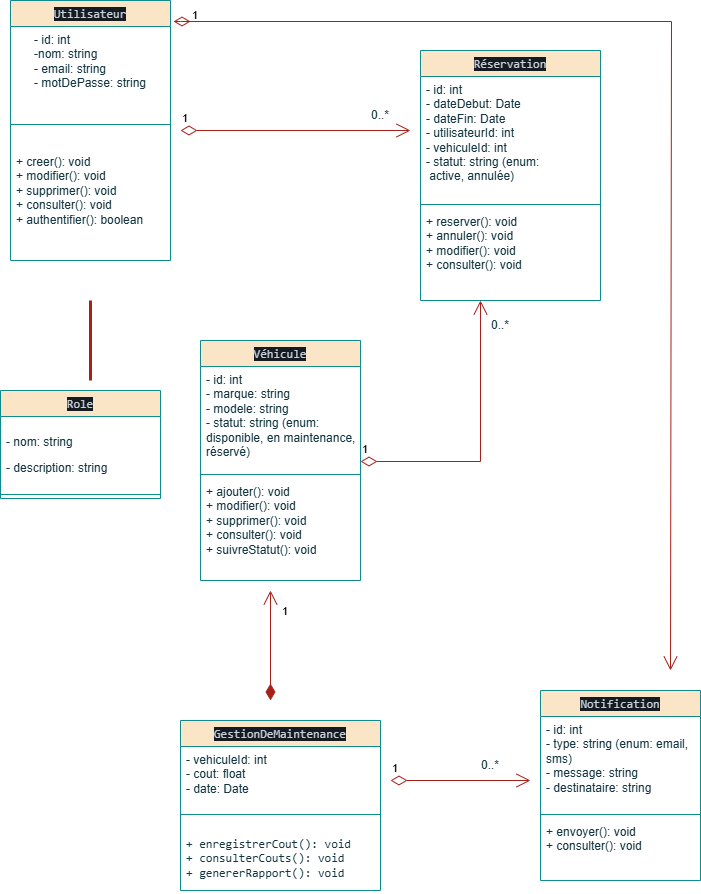 Utilisateur
- id: int
-nom: string
- email: string
- motDePasse: string
+ creer(): void
+ modifier(): void
+ supprimer(): void
+ consulter(): void
+ authentifier(): boolean
1
1
0..*
Réservation
- id: int
- dateDebut: Date
- dateFin: Date
- utilisateurId: int
- vehiculeId: int
- statut: string (enum:
active, annulée)
+ reserver(): void
+ annuler(): void
+ modifier(): void
+ consulter(): void
0..*
Role
- nom: string
- description: string
Véhicule
- id: int
- marque: string
- modele: string
- statut: string (enum:
disponible, en maintenance,
réservé)
+ ajouter(): void
+ modifier(): void
+ supprimer(): void
+ consulter(): void
+ suivreStatut(): void
1
1
GestionDeMaintenance
- vehiculeId: int
- cout: float
- date: Date
+ enregistrerCout(): void
+ consulterCouts(): void
+ genererRapport(): void
1
0..*
Notification
- id: int
- type: string (enum: email,
sms)
- message: string
- destinataire: string
+ envoyer(): void
+ consulter(): void